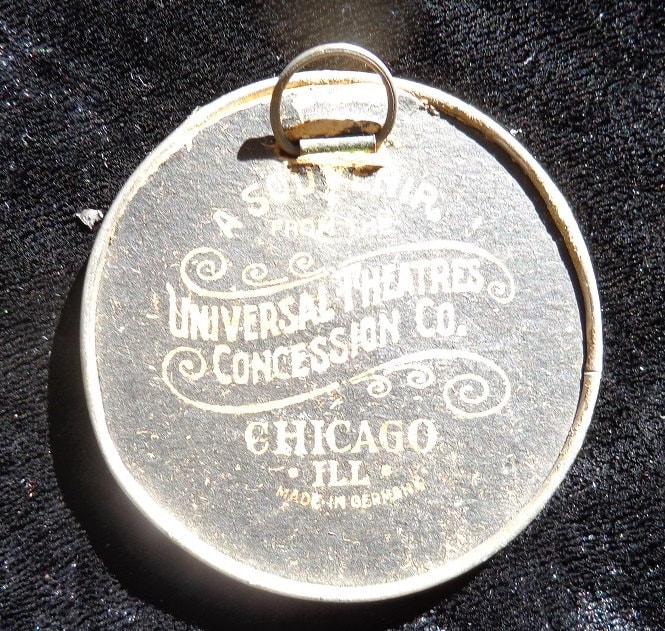 A SOUVENIR
FROM THE
UNIVERSAL THEATRES
CONCESSION CO.
CHICAGO
• ILL •
MADE IN GERMANY